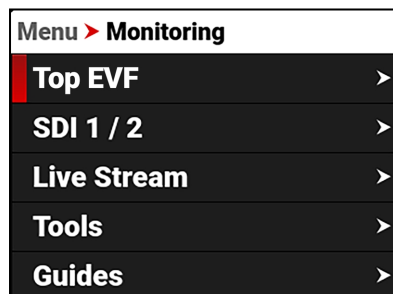 Menu > Monitoring
Top EVF
SDI 1 / 2
Live Stream
Tools
Guides